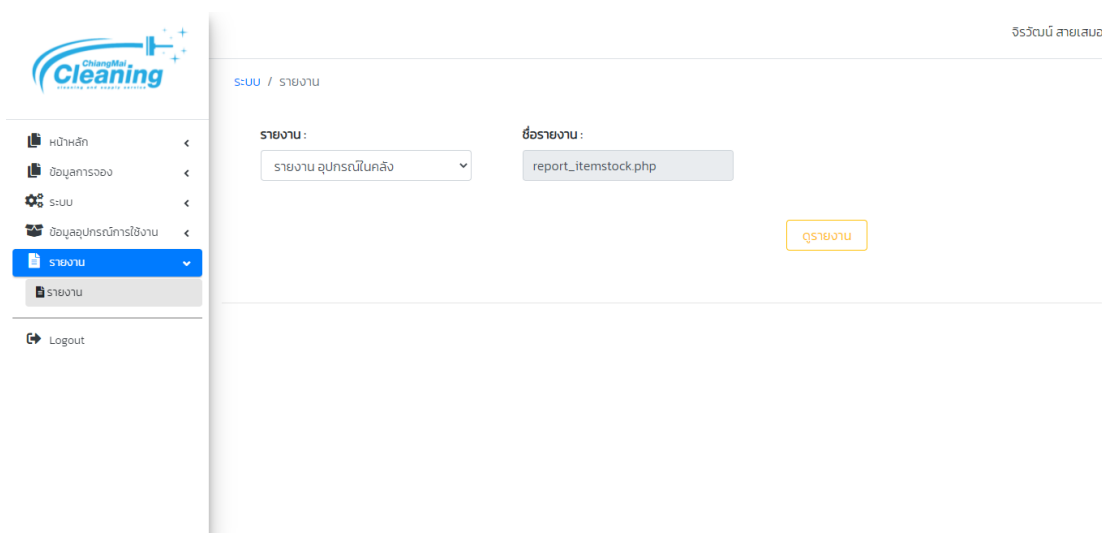 จิรวัฒน์ สายเสมอ
ChiangMai
Cleaning
cleaning and supply service
ระบบ / รายงาน
หน้าหลัก
ข้อมูลการจอง
ระบบ
ข้อมูลอุปกรณ์การใช้งาน
รายงาน
รายงาน
Logout
รายงาน : ชื่อรายงาน :
รายงาน อุปกรณ์ในคลัง report_itemstock.php
ดูรายงาน